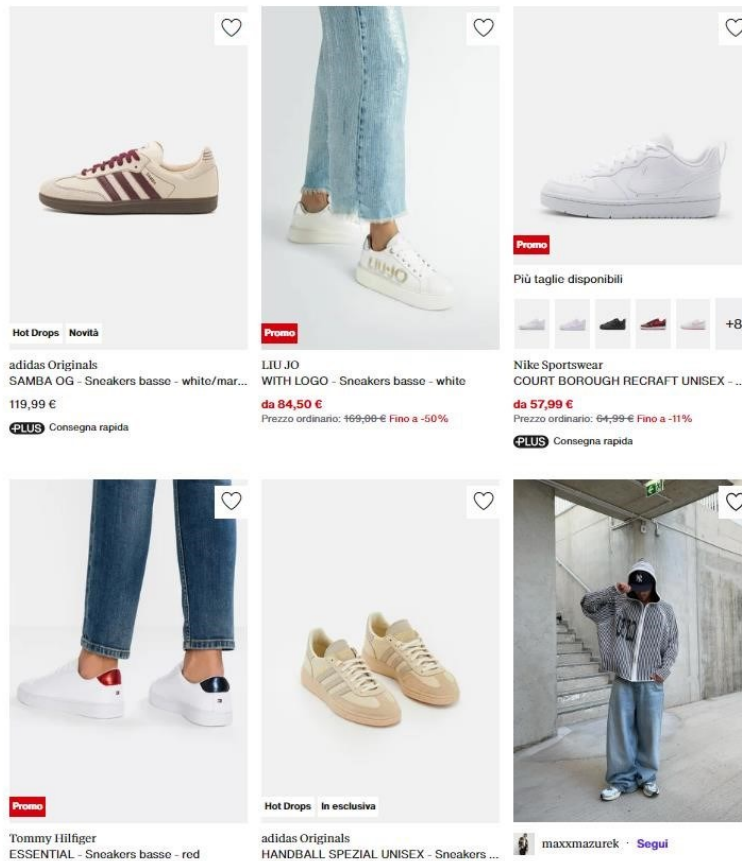 Hot Drops Novità
adidas Originals
SAMBA OG - Sneakers basse - white/mar...
119,99 €
PLUS Consegna rapida
LIU·JO
Promo
LIU JO
WITH LOGO - Sneakers basse - white
da 84,50 €
Prezzo ordinario: 169,00 € Fino a -50%
Promo
Più taglie disponibili
+8
Nike Sportswear
COURT BOROUGH RECRAFT UNISEX - ...
da 57,99 €
Prezzo ordinario: 64,99 € Fino a -11%
PLUS Consegna rapida
Promo
Tommy Hilfiger
ESSENTIAL - Sneakers basse - red
Hot Drops In esclusiva
adidas Originals
HANDBALL SPEZIAL UNISEX - Sneakers ...
maxxmazurek · Segui